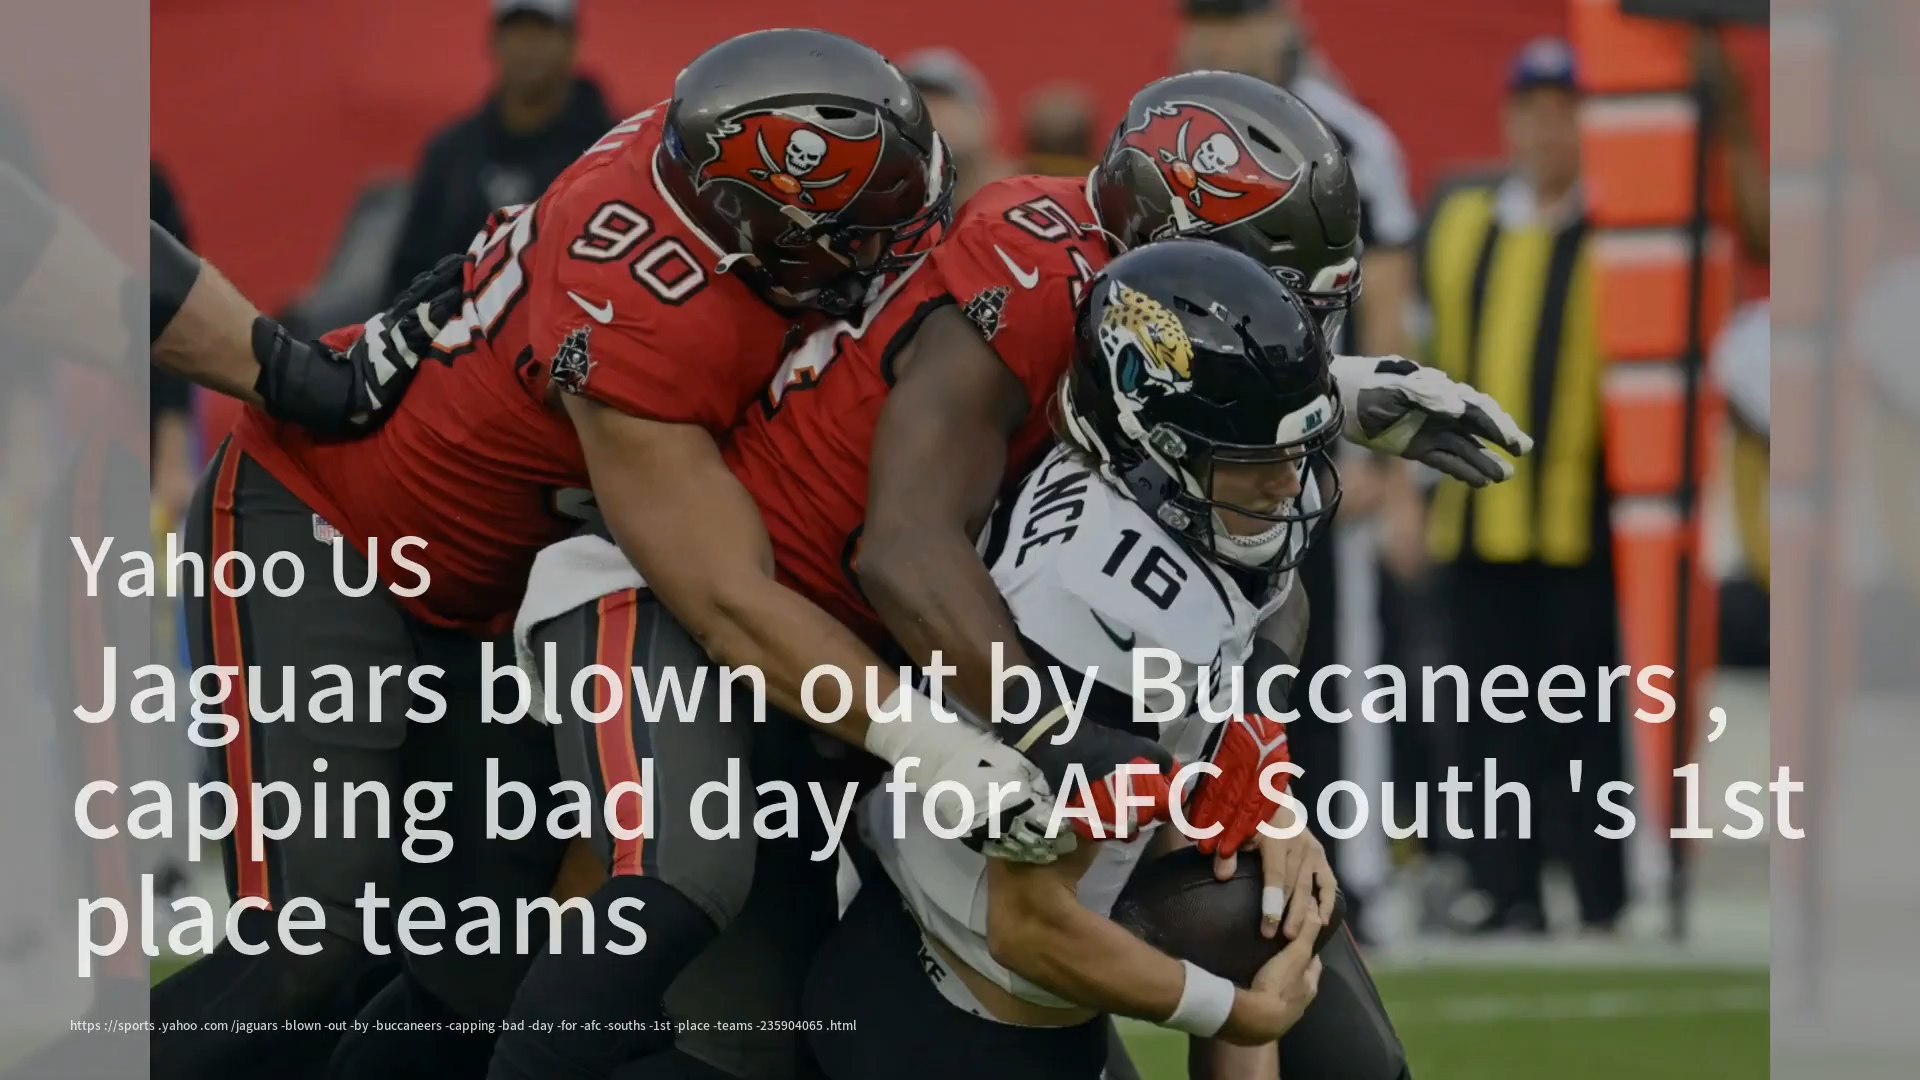 90
54
ENCE
16
Yahoo US
Jaguars blown out by Buccaneers ,
capping bad day for AFC South 's 1st
place teams
https ://sports .yahoo .com /jaguars -blown -out -by -buccaneers -capping -bad -day -for -afc -souths -1st -place -teams -235904065 .html